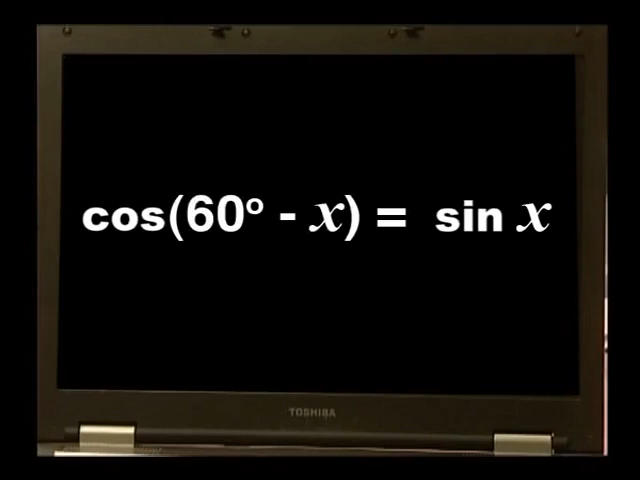 cos(60° - x) = sin x
TOSHIBA